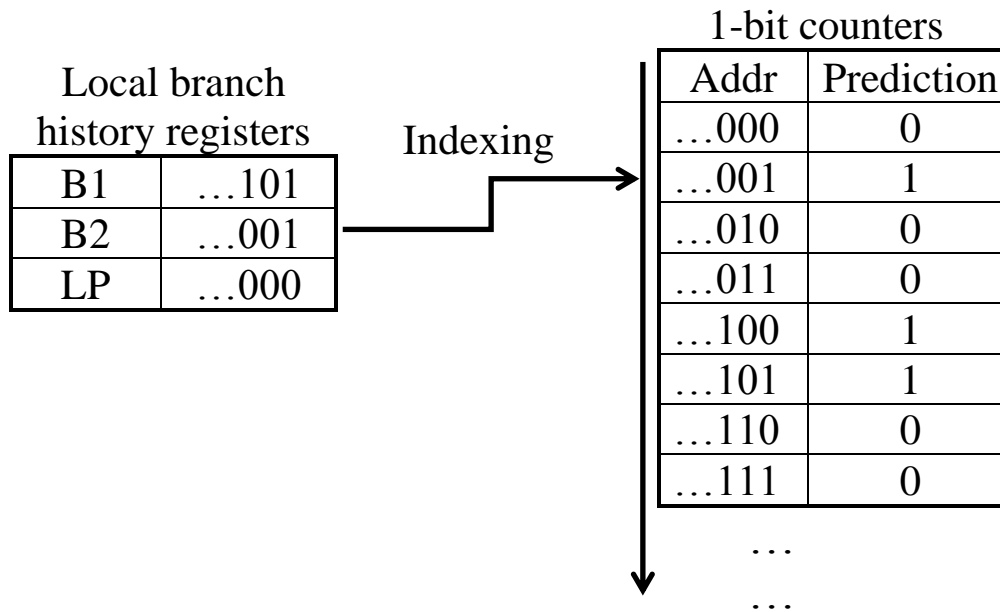 Local branch
history registers
B1 …101
B2 …001
LP …000
Indexing
1-bit counters
Addr Prediction
…000 0
…001 1
…010 0
…011 0
…100 1
…101 1
…110 0
…111 0
…
…